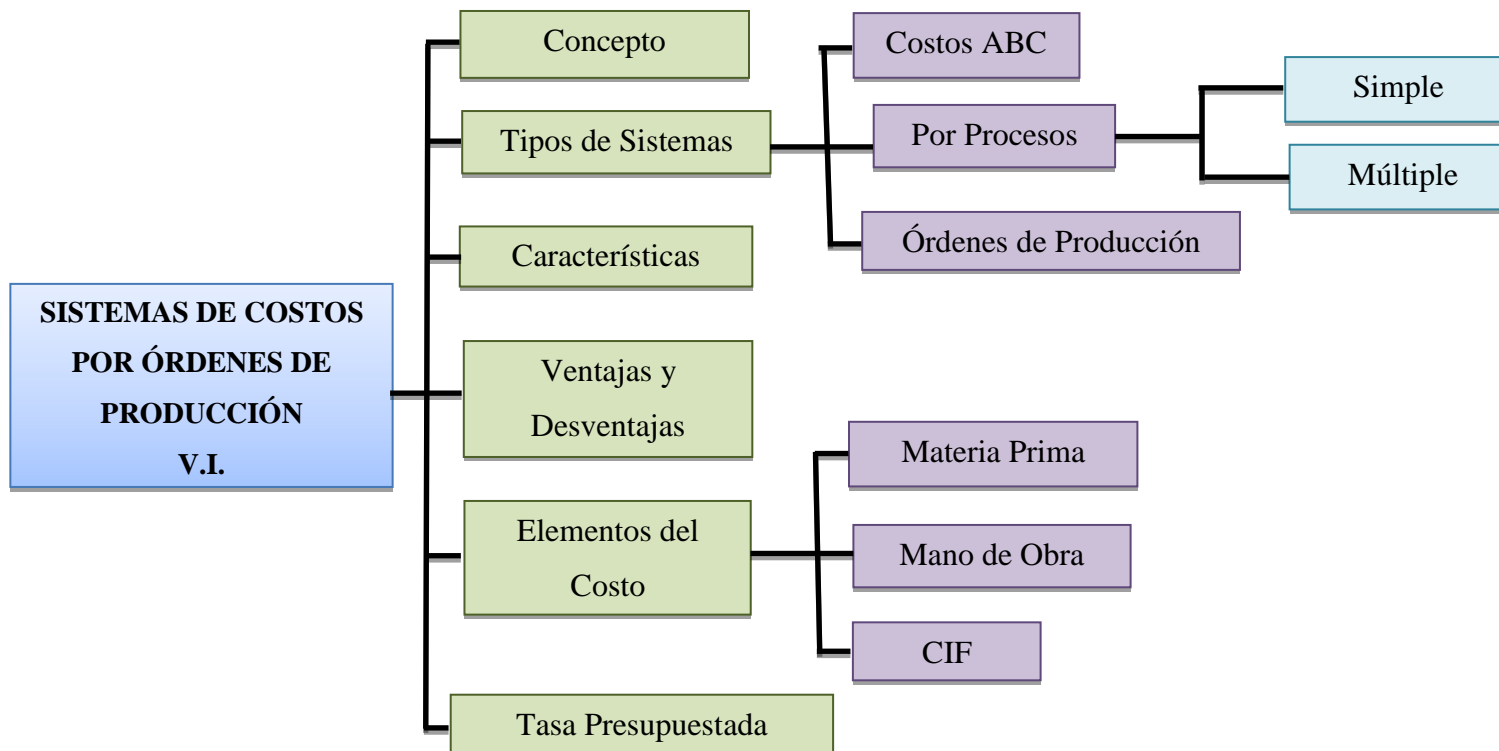 SISTEMAS DE COSTOS
POR ÓRDENES DE
PRODUCCIÓN
V.I.
Concepto
Tipos de Sistemas
Característísticas
Ventajas y
Desventajas
Elementos del
Costo
Tasa Presupuestada
Costos ABC
Por Procesos
Órdenes de Producción
Materia Prima
Mano de Obra
CIF
Simple
Múltiple